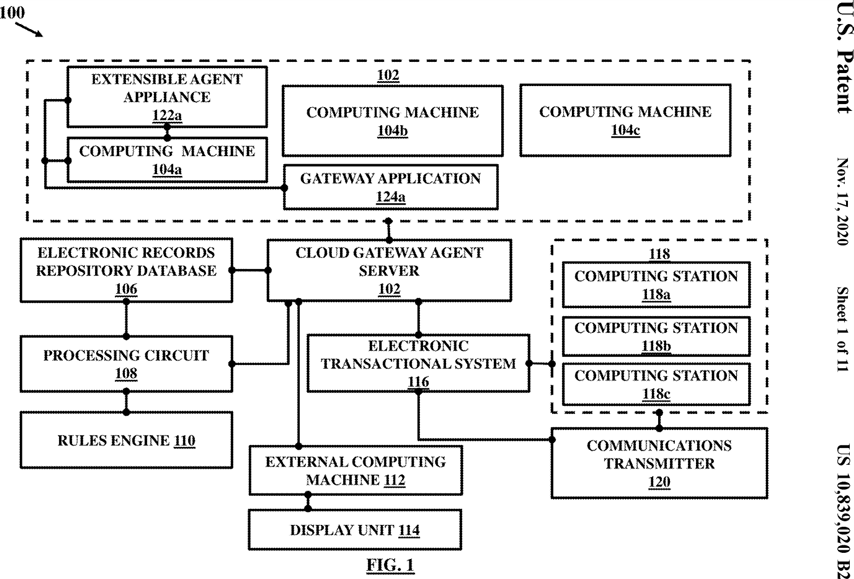 100
102
EXTENSIBLE AGENT
APPLIANCE
122a
COMPUTING MACHINE
104a
COMPUTING MACHINE
104b
COMPUTING MACHINE
104c
GATEWAY APPLICATION
124a
ELECTRONIC RECORDS
REPOSITORY DATABASE
106
CLOUD GATEWAY AGENT
SERVER
102
118
COMPUTING STATION
118a
COMPUTING STATION
118b
COMPUTING STATION
118c
PROCESSING CIRCUIT
108
ELECTRONIC
TRANSACTIONAL SYSTEM
116
RULES ENGINE 110
EXTERNAL COMPUTING
MACHINE 112
COMMUNICATIONS
TRANSMITTER
120
DISPLAY UNIT 114
FIG. 1
U.S. Patent
Nov. 17, 2020
Sheet 1 of 11
US 10,839,020 B2